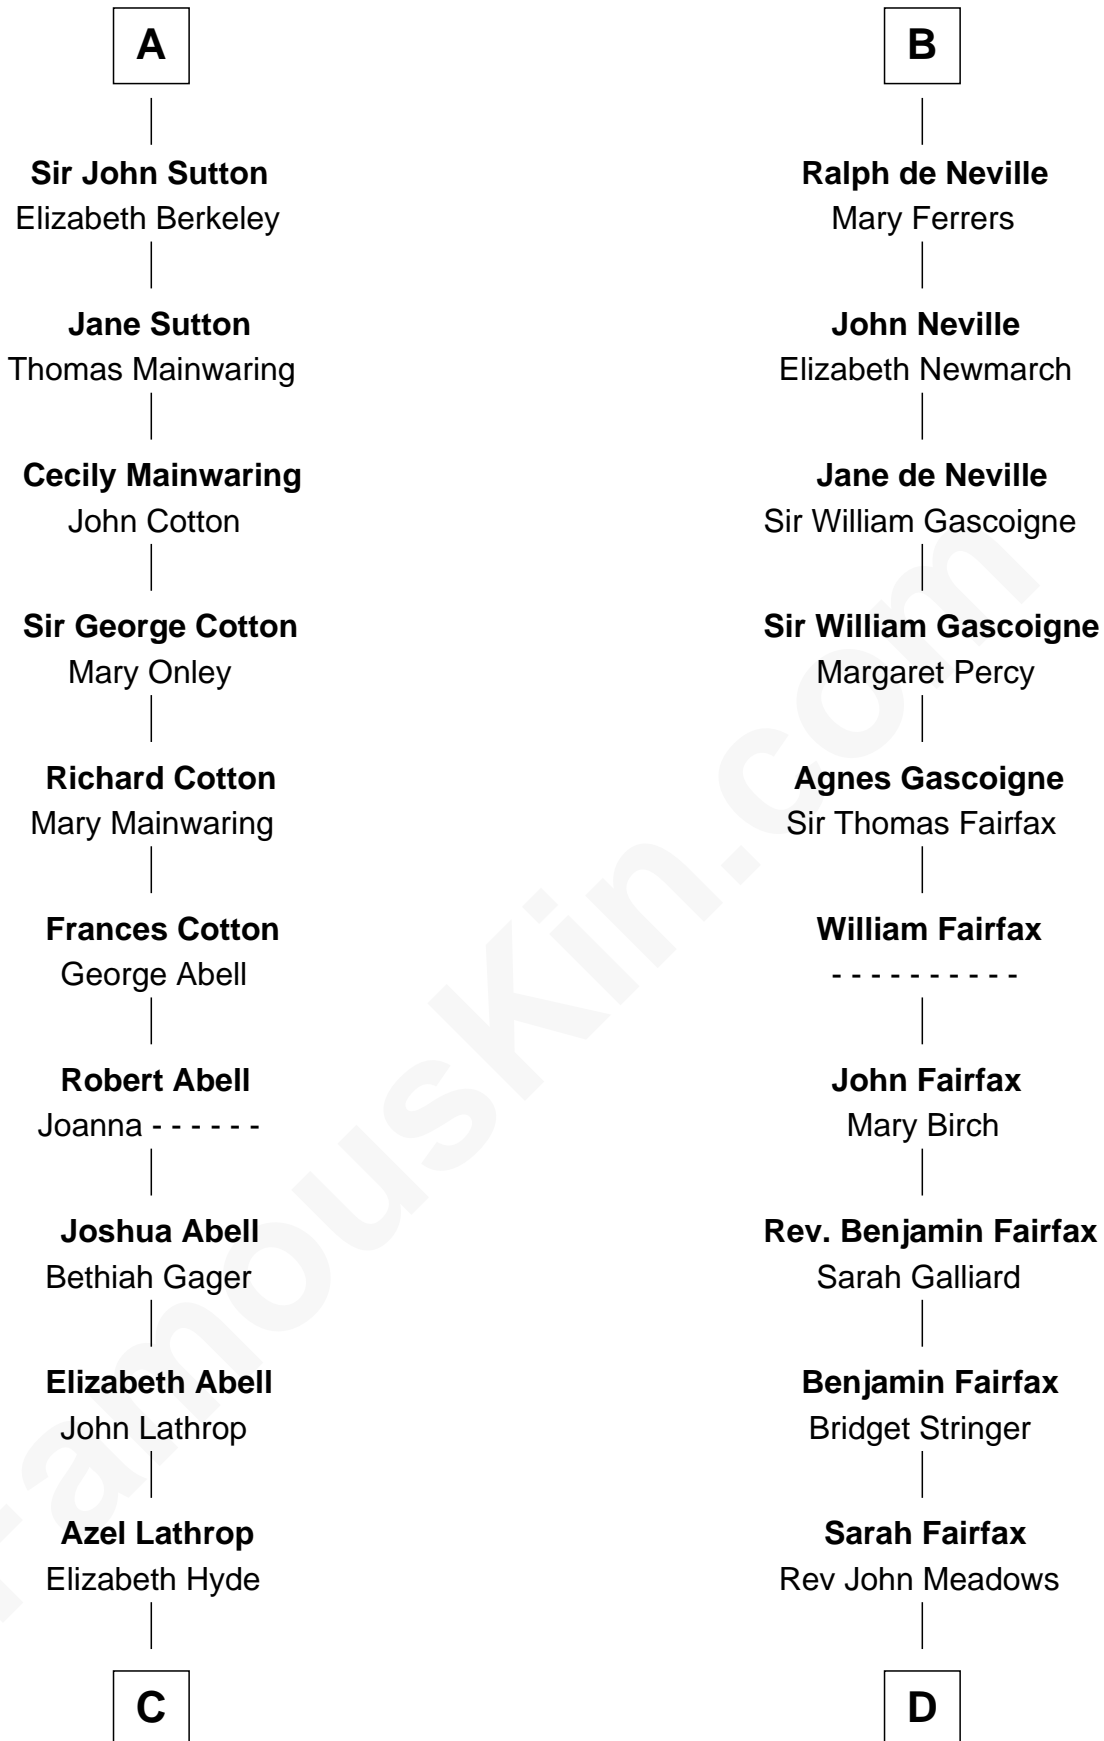 A
Sir John Sutton
Elizabeth Berkeley
Jane Sutton
Thomas Mainwaring
Cecily Mainwaring
John Cotton
Sir George Cotton
Mary Onley
Richard Cotton
Mary Mainwaring
Frances Cotton
George Abell
Robert Abell
Joanna - - - - - -
Joshua Abell
Bethiah Gager
Elizabeth Abell
John Lathrop
Azel Lathrop
Elizabeth Hyde
C
B
Ralph de Neville
Mary Ferrers
John Neville
Elizabeth Newmarch
Jane de Neville
Sir William Gascoigne
Sir William Gascoigne
Margaret Percy
Agnes Gascoigne
Sir Thomas Fairfax
William Fairfax
- - - - - - - - - -
John Fairfax
Mary Birch
Rev. Benjamin Fairfax
Sarah Galliard
Benjamin Fairfax
Bridget Stringer
Sarah Fairfax
Rev John Meadows
D
FamousKin.com